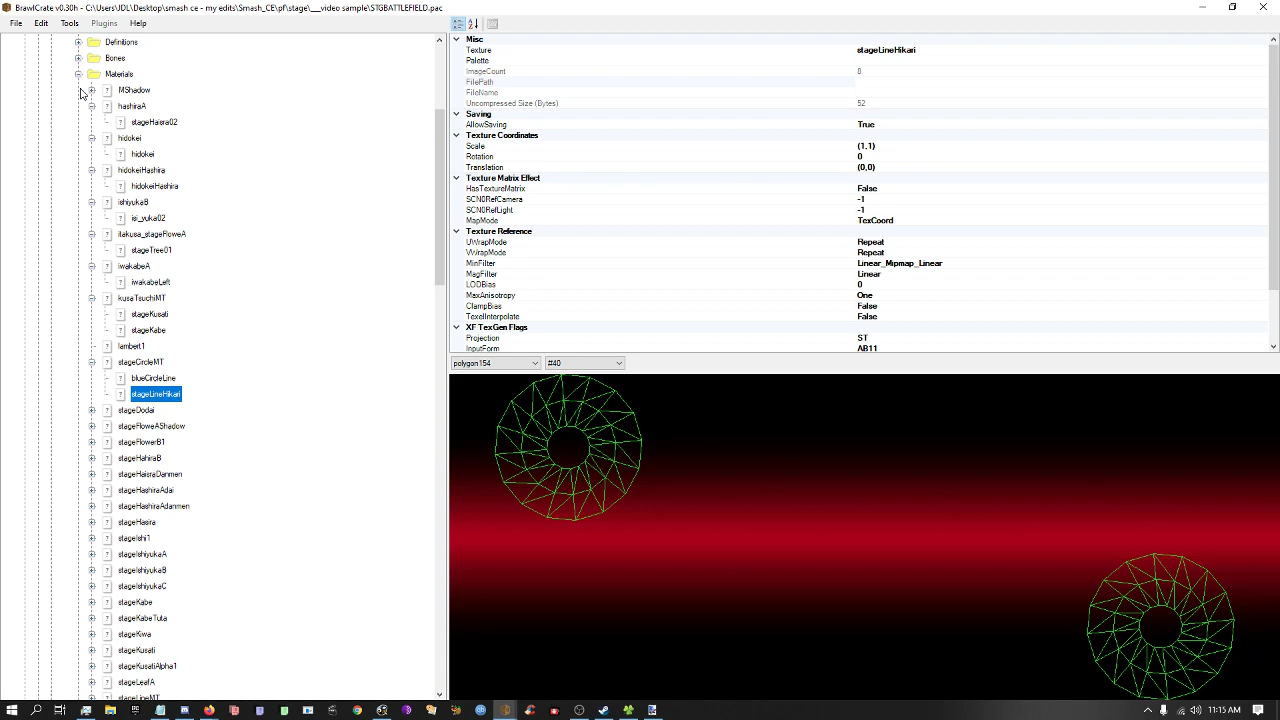 BrawlCrate v0.30h - C:\Users\JDL\Desktop\smash ce - my edits\Smash_CE\pf\stage\__video sample\STGBATTLEFIELD.pac
File Edit Tools Plugins Help
Definitions
Bones
Materials
MShadow
hashiraA
stageHaisra02
hidokei
hidokei
hidokeiHashira
hidokeiHashira
ishiyukaB
isi_yuka02
itakusa_stageFloweA
stageTree01
iwakabeA
iwakabeLeft
kusaTsuchiMT
stageKusati
stageKabe
lambert1
stageCircleMT
blueCircleLine
stageLineHikari
stageDodai
stageFloweAShadow
stageFlowerB1
stageHahiraB
stageHaisraDanmen
stageHashiraAdai
stageHashiraAdanmen
stageHasira
stageIshi1
stageIshiyukaA
stageIshiyukaB
stageIshiyukaC
stageKabe
stageKabeTuta
stageKiwa
stageKusati
stageKusatiAlpha1
stageLeafA
stageLineMT
Misc
Texture stageLineHikari
Palette
ImageCount 8
FilePath
FileName
Uncompressed Size (Bytes) 52
Saving
AllowSaving True
Texture Coordinates
Scale (1,1)
Rotation 0
Translation (0,0)
Texture Matrix Effect
HasTextureMatrix False
SCN0RefCamera -1
SCN0RefLight -1
MapMode TexCoord
Texture Reference
UWrapMode Repeat
VWrapMode Repeat
MinFilter Linear_Mipmap_Linear
MagFilter Linear
LODBias 0
MaxAnisotropy One
ClampBias False
TexelInterpolate False
XF TexGen Flags
Projection ST
InputForm AB11
polygon154 #40
11:15 AM